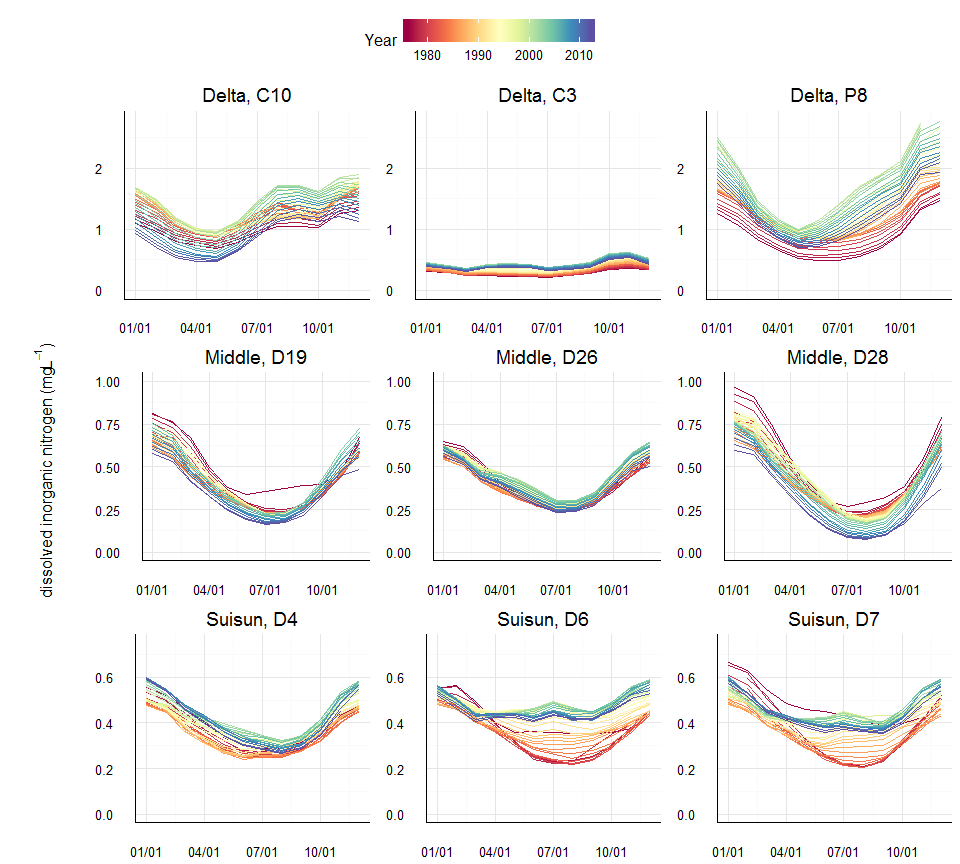 Year
1980 1990 2000 2010
Delta, C10 Delta, C3 Delta, P8
2 2 2
1 1 1
0 0 0
01/01 04/01 07/01 10/01 01/01 04/01 07/01 10/01 01/01 04/01 07/01 10/01
dissolved inorganic nitrogen (mgL⁻¹)
Middle, D19 Middle, D26 Middle, D28
1.00 1.00 1.00
0.75 0.75 0.75
0.50 0.50 0.50
0.25 0.25 0.25
0.00 0.00 0.00
01/01 04/01 07/01 10/01 01/01 04/01 07/01 10/01 01/01 04/01 07/01 10/01
Suisun, D4 Suisun, D6 Suisun, D7
0.6 0.6 0.6
0.4 0.4 0.4
0.2 0.2 0.2
0.0 0.0 0.0
01/01 04/01 07/01 10/01 01/01 04/01 07/01 10/01 01/01 04/01 07/01 10/01